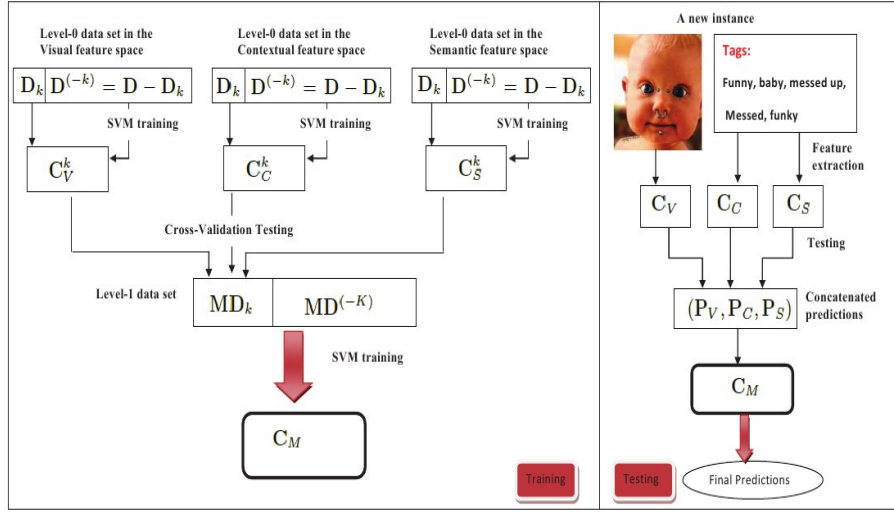 Level-0 data set in the
Visual feature space
Level-0 data set in the
Contextual feature space
Level-0 data set in the
Semantic feature space
D_k D^(-k) = D - D_k
D_k D^(-k) = D - D_k
D_k D^(-k) = D - D_k
SVM training
SVM training
SVM training
C_V^k
C_C^k
C_S^k
Cross-Validation Testing
Level-1 data set
MD_k MD^(-K)
SVM training
C_M
Training
A new instance
Tags:
Funny, baby, messed up,
Messed, funky
Feature
extraction
C_V
C_C
C_S
Testing
(P_V, P_C, P_S)
Concatenated
predictions
C_M
Testing
Final Predictions